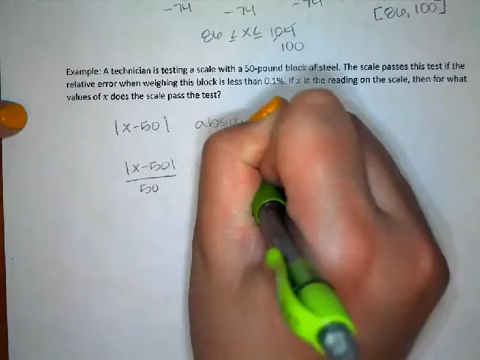 -74 -74 -74
86 ≤ x ≤ 104 [86, 100]
100
Example: A technician is testing a scale with a 50-pound block of steel. The scale passes this test if the
relative error when weighing this block is less than 0.1%. If x is the reading on the scale, then for what
values of x does the scale pass the test?
|x-50|
|x-50|
50